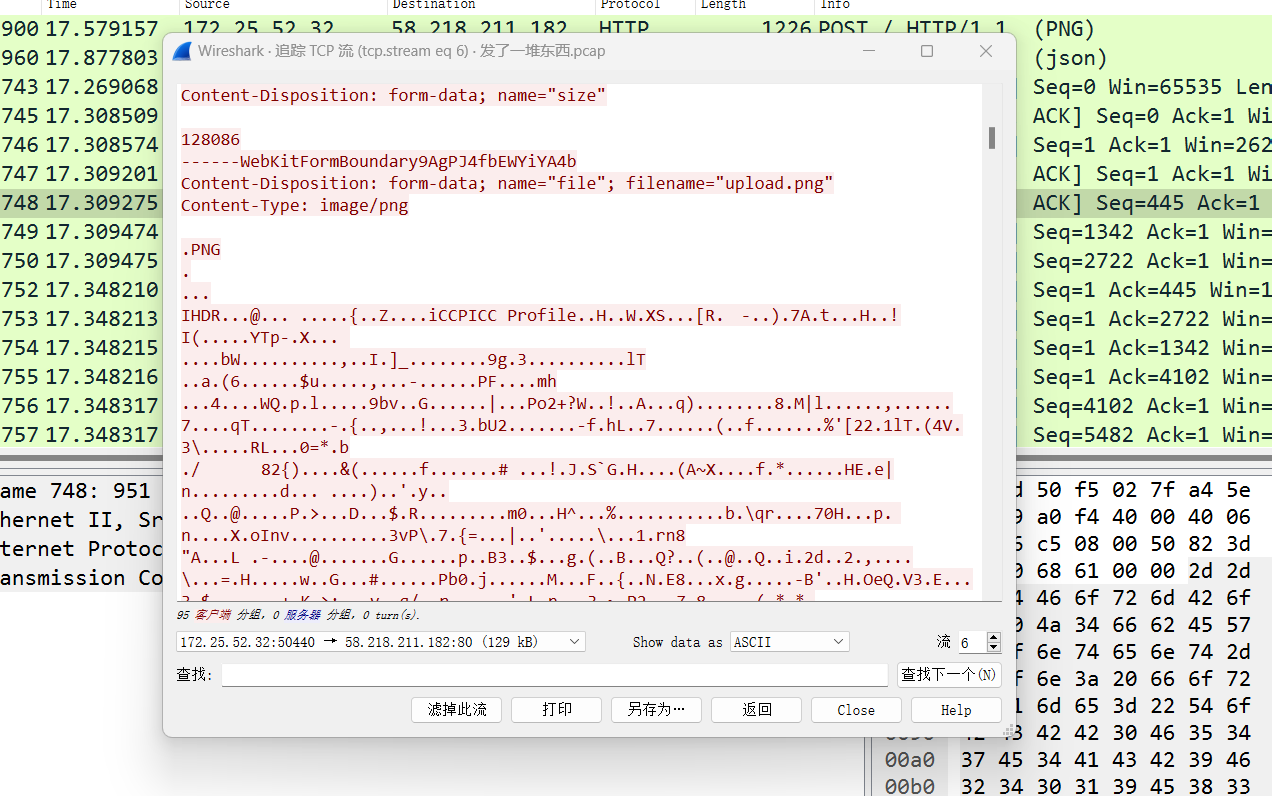 Time Source Destination Protocol Length Info
900 17.579157 172.25.52.32 58.218.211.182 HTTP 1226 POST / HTTP/1.1 (PNG)
960 17.877803 (json)
743 17.269068 Seq=0 Win=65535 Len
745 17.308509 ACK] Seq=0 Ack=1 Wi
746 17.308574 Seq=1 Ack=1 Win=262
747 17.309201 ACK] Seq=1 Ack=1 Wi
748 17.309275 ACK] Seq=445 Ack=1
749 17.309474 Seq=1342 Ack=1 Win=
750 17.309475 Seq=2722 Ack=1 Win=
752 17.348210 Seq=1 Ack=445 Win=1
753 17.348213 Seq=1 Ack=2722 Win=
754 17.348215 Seq=1 Ack=1342 Win=
755 17.348216 Seq=1 Ack=4102 Win=
756 17.348317 Seq=4102 Ack=1 Win=
757 17.348317 Seq=5482 Ack=1 Win=
Wireshark · 追踪 TCP 流 (tcp.stream eq 6) · 发了一堆东西.pcap
Content-Disposition: form-data; name="size"
128086
------WebKitFormBoundary9AgPJ4fbEWYiYA4b
Content-Disposition: form-data; name="file"; filename="upload.png"
Content-Type: image/png
.PNG
.
...
IHDR...@... .....{..Z....iCCPICC Profile..H..W.XS...[R.  -..).7A.t...H..!
I(.....YTp-.X...
....bW..........,..I.]_........9g.3..........lT
..a.(6......$u.....,...-......PF....mh
...4....WQ.p.l.....9bv..G......|...Po2+?W..!..A...q)........8.M|l......,......
7....qT........-.{..,...!...3.bU2.......-f.hL..7......(..f.......%'[22.1lT.(4V.
3\.....RL...0=*.b
./ 82{)....&(......f.......# ...!.J.S`G.H....(A~X....f.*......HE.e|
n.........d... ....)..'.y..
..Q..@.....P.>...D...$.R.........m0...H^...%..........b.\qr....70H...p.
n....X.oInv..........3vP\.7.{=...|..'.....\...1.rn8
"A...L .-....@.......G......p..B3..$...g.(..B...Q?..(..@..Q..i.2d..2.,....
\...=.H.....w..G...#......Pb0.j......M...F..{..N.E8...x.g.....-B'..H.OeQ.V3.E...
95 客户端 分组, 0 服务器 分组, 0 turn(s).
172.25.52.32:50440 → 58.218.211.182:80 (129 kB) Show data as ASCII 流 6
查找: 查找下一个(N)
滤掉此流 打印 另存为… 返回 Close Help
ame 748: 951
hernet II, Sr
ternet Protoc
ansmission Co
50 f5 02 7f a4 5e
a0 f4 40 00 40 06
c5 08 00 50 82 3d
68 61 00 00 2d 2d
46 6f 72 6d 42 6f
4a 34 66 62 45 57
6e 74 65 6e 74 2d
6e 3a 20 66 6f 72
6d 65 3d 22 54 6f
42 42 30 46 35 34
00a0 37 45 34 41 43 42 39 46
00b0 32 34 30 31 39 45 38 33